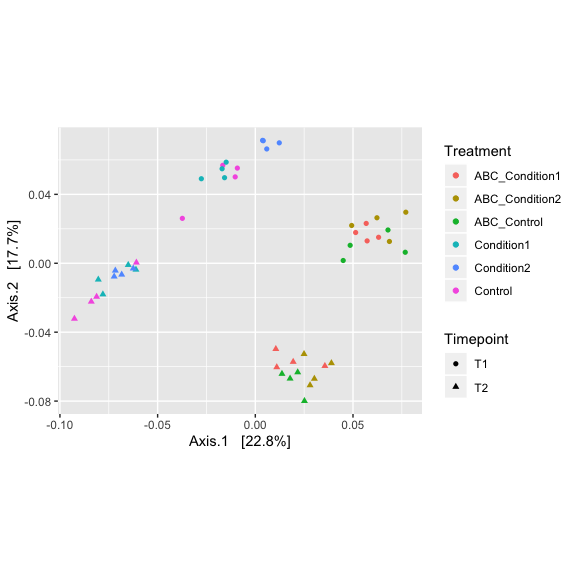 Axis.2 [17.7%]
0.04
0.00
-0.04
-0.08
-0.10
-0.05
0.00
0.05
Axis.1 [22.8%]
Treatment
ABC_Condition1
ABC_Condition2
ABC_Control
Condition1
Condition2
Control
Timepoint
T1
T2